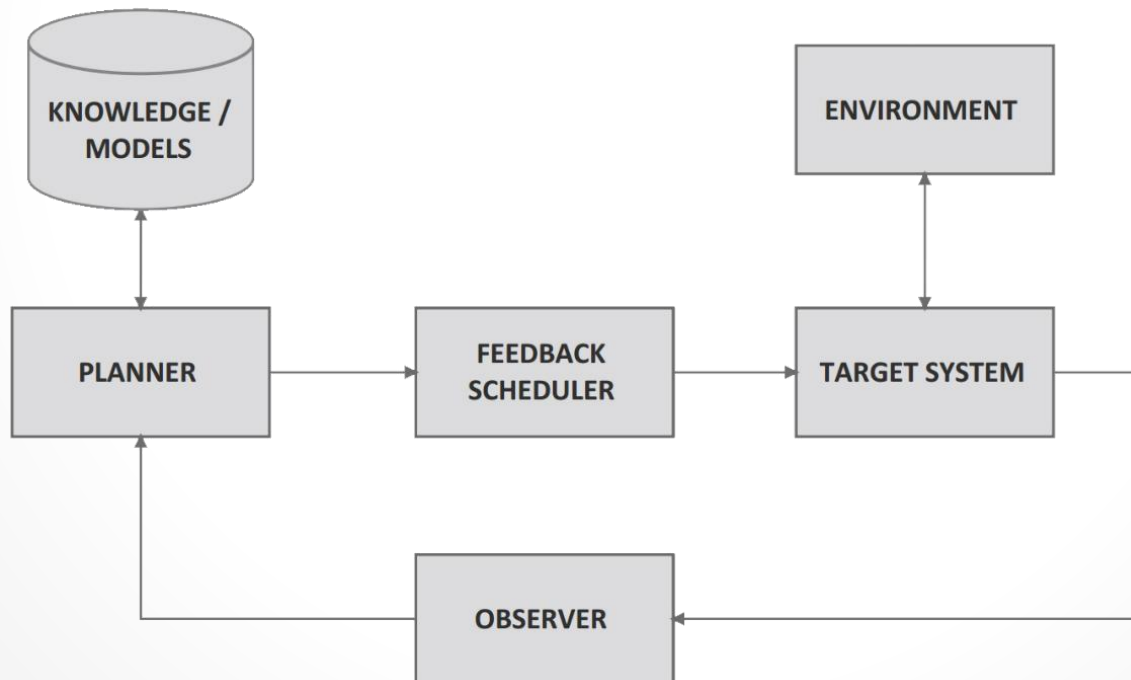 KNOWLEDGE /
MODELS
ENVIRONMENT
PLANNER
FEEDBACK
SCHEDULER
TARGET SYSTEM
OBSERVER